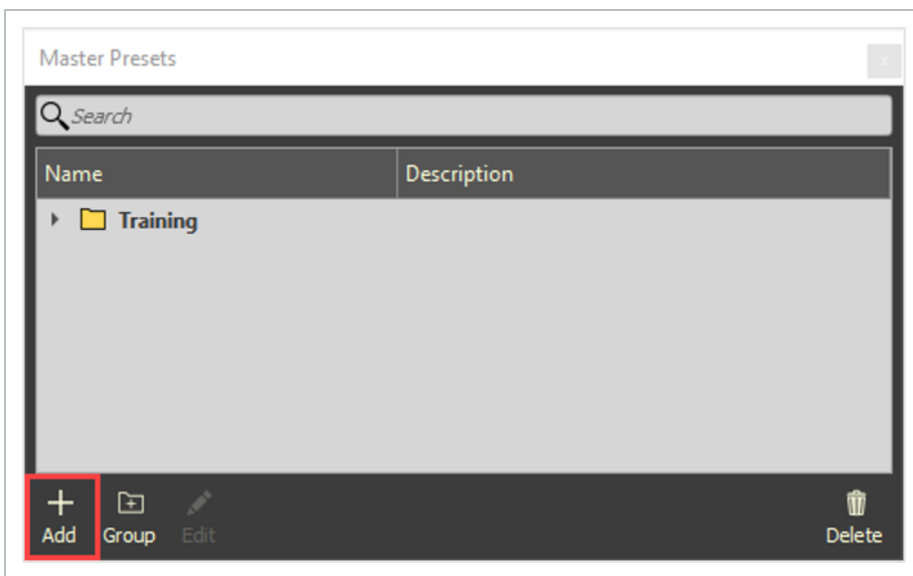 Master Presets
x
Search
Name Description
Training
Add Group Edit Delete